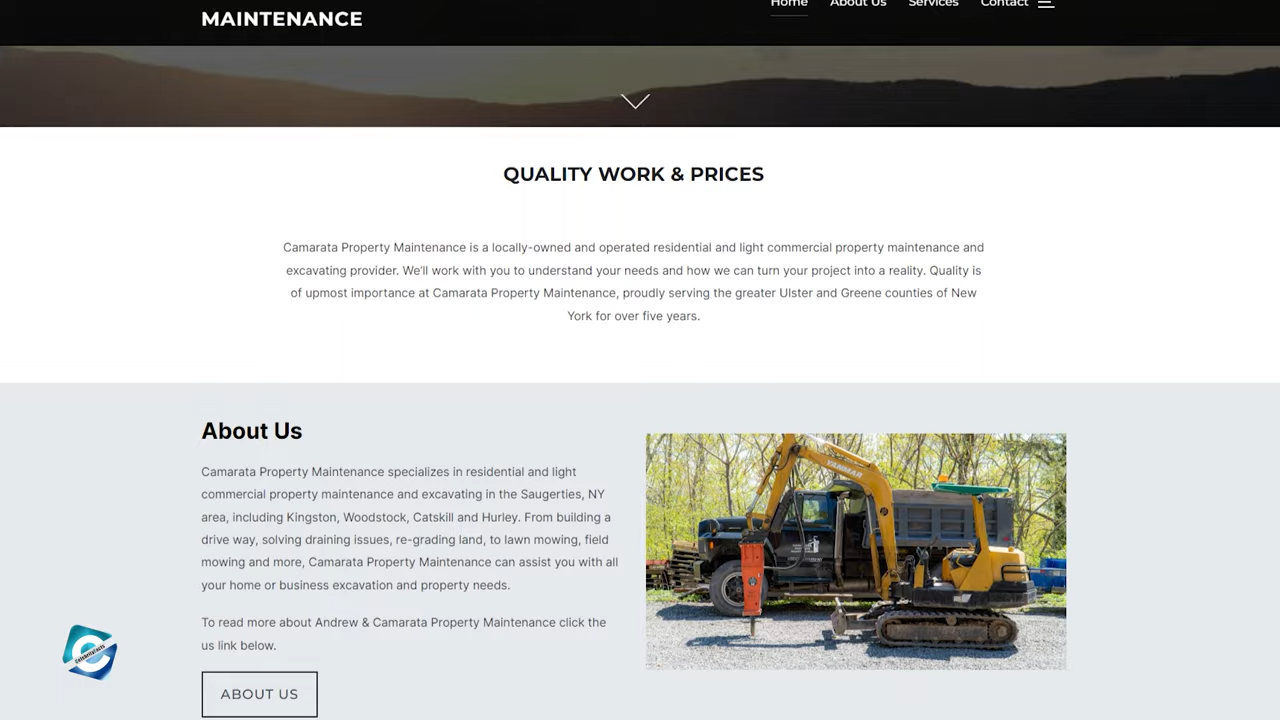 MAINTENANCE
Home About Us Services Contact
QUALITY WORK & PRICES
Camarata Property Maintenance is a locally-owned and operated residential and light commercial property maintenance and
excavating provider. We'll work with you to understand your needs and how we can turn your project into a reality. Quality is
of upmost importance at Camarata Property Maintenance, proudly serving the greater Ulster and Greene counties of New
York for over five years.
About Us
Camarata Property Maintenance specializes in residential and light
commercial property maintenance and excavating in the Saugerties, NY
area, including Kingston, Woodstock, Catskill and Hurley. From building a
drive way, solving draining issues, re-grading land, to lawn mowing, field
mowing and more, Camarata Property Maintenance can assist you with all
your home or business excavation and property needs.
To read more about Andrew & Camarata Property Maintenance click the
us link below.
ABOUT US
YANMAR
CelebrityFacts